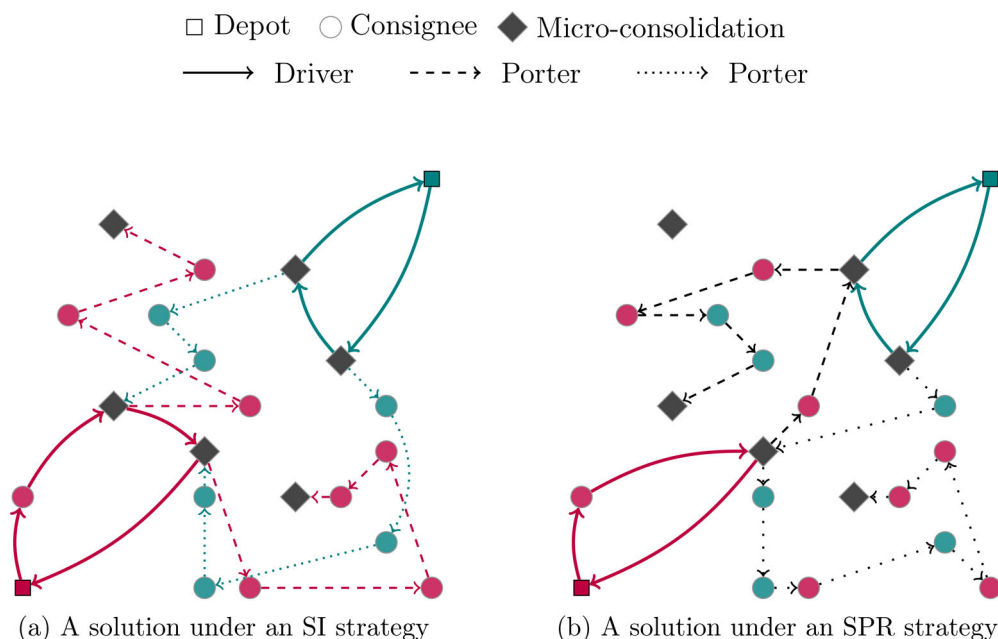 Depot Consignee Micro-consolidation
Driver Porter Porter
(a) A solution under an SI strategy
(b) A solution under an SPR strategy